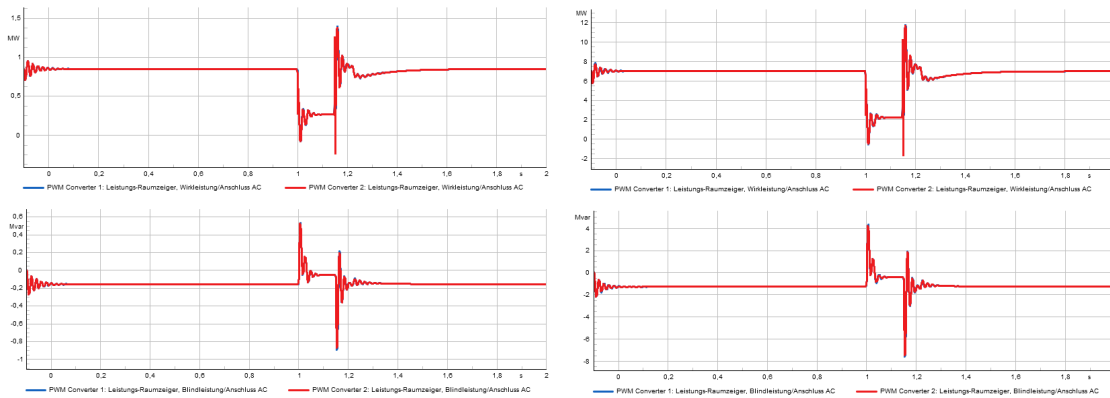 1,5
MW
1
0,5
0
0 0,2 0,4 0,6 0,8 1 1,2 1,4 1,6 1,8 s 2
PWM Converter 1: Leistungs-Raumzeiger, Wirkleistung/Anschluss AC PWM Converter 2: Leistungs-Raumzeiger, Wirkleistung/Anschluss AC
12
MW
10
8
6
4
2
0
-2
0 0,2 0,4 0,6 0,8 1 1,2 1,4 1,6 1,8 s
PWM Converter 1: Leistungs-Raumzeiger, Wirkleistung/Anschluss AC PWM Converter 2: Leistungs-Raumzeiger, Wirkleistung/Anschluss AC
0,6
Mvar
0,4
0,2
0
-0,2
-0,4
-0,6
-0,8
-1
0 0,2 0,4 0,6 0,8 1 1,2 1,4 1,6 1,8 s 2
PWM Converter 1: Leistungs-Raumzeiger, Blindleistung/Anschluss AC PWM Converter 2: Leistungs-Raumzeiger, Blindleistung/Anschluss AC
Mvar
4
2
0
-2
-4
-6
-8
0 0,2 0,4 0,6 0,8 1 1,2 1,4 1,6 1,8 s
PWM Converter 1: Leistungs-Raumzeiger, Blindleistung/Anschluss AC PWM Converter 2: Leistungs-Raumzeiger, Blindleistung/Anschluss AC